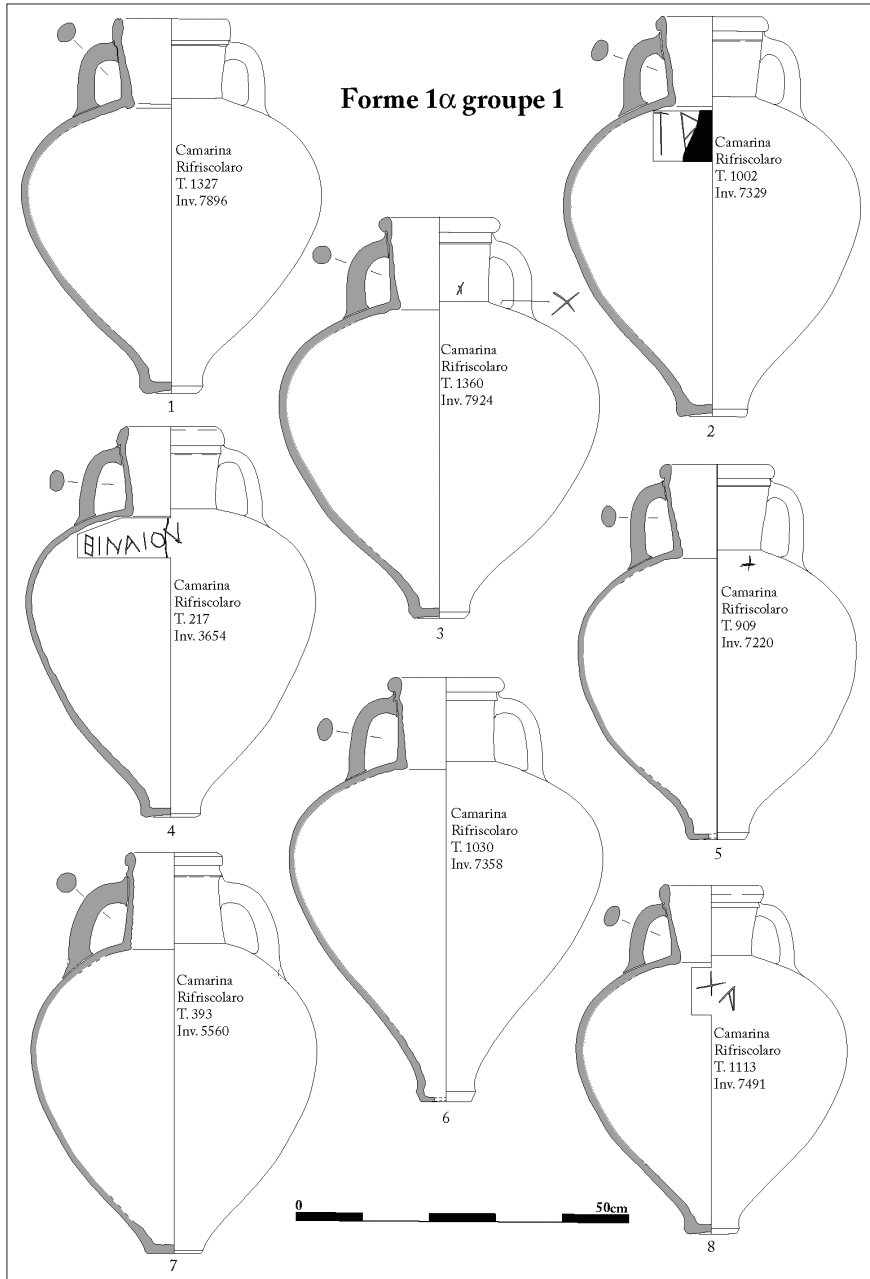 Forme 1α groupe 1
Camarina
Rifriscolaro
T. 1327
Inv. 7896
1
Camarina
Rifriscolaro
T. 1002
Inv. 7329
2
Camarina
Rifriscolaro
T. 1360
Inv. 7924
3
ΒΙΝΑΙΟΝ
Camarina
Rifriscolaro
T. 217
Inv. 3654
4
Camarina
Rifriscolaro
T. 909
Inv. 7220
5
Camarina
Rifriscolaro
T. 1030
Inv. 7358
6
Camarina
Rifriscolaro
T. 393
Inv. 5560
7
Camarina
Rifriscolaro
T. 1113
Inv. 7491
8
0 50cm